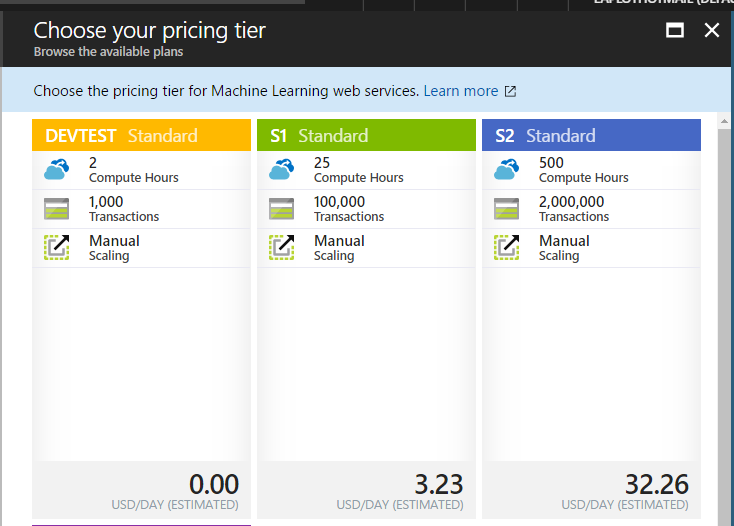 Choose your pricing tier
Browse the available plans
Choose the pricing tier for Machine Learning web services. Learn more
DEVTEST Standard
2
Compute Hours
1,000
Transactions
Manual
Scaling
0.00
USD/DAY (ESTIMATED)
S1 Standard
25
Compute Hours
100,000
Transactions
Manual
Scaling
3.23
USD/DAY (ESTIMATED)
S2 Standard
500
Compute Hours
2,000,000
Transactions
Manual
Scaling
32.26
USD/DAY (ESTIMATED)